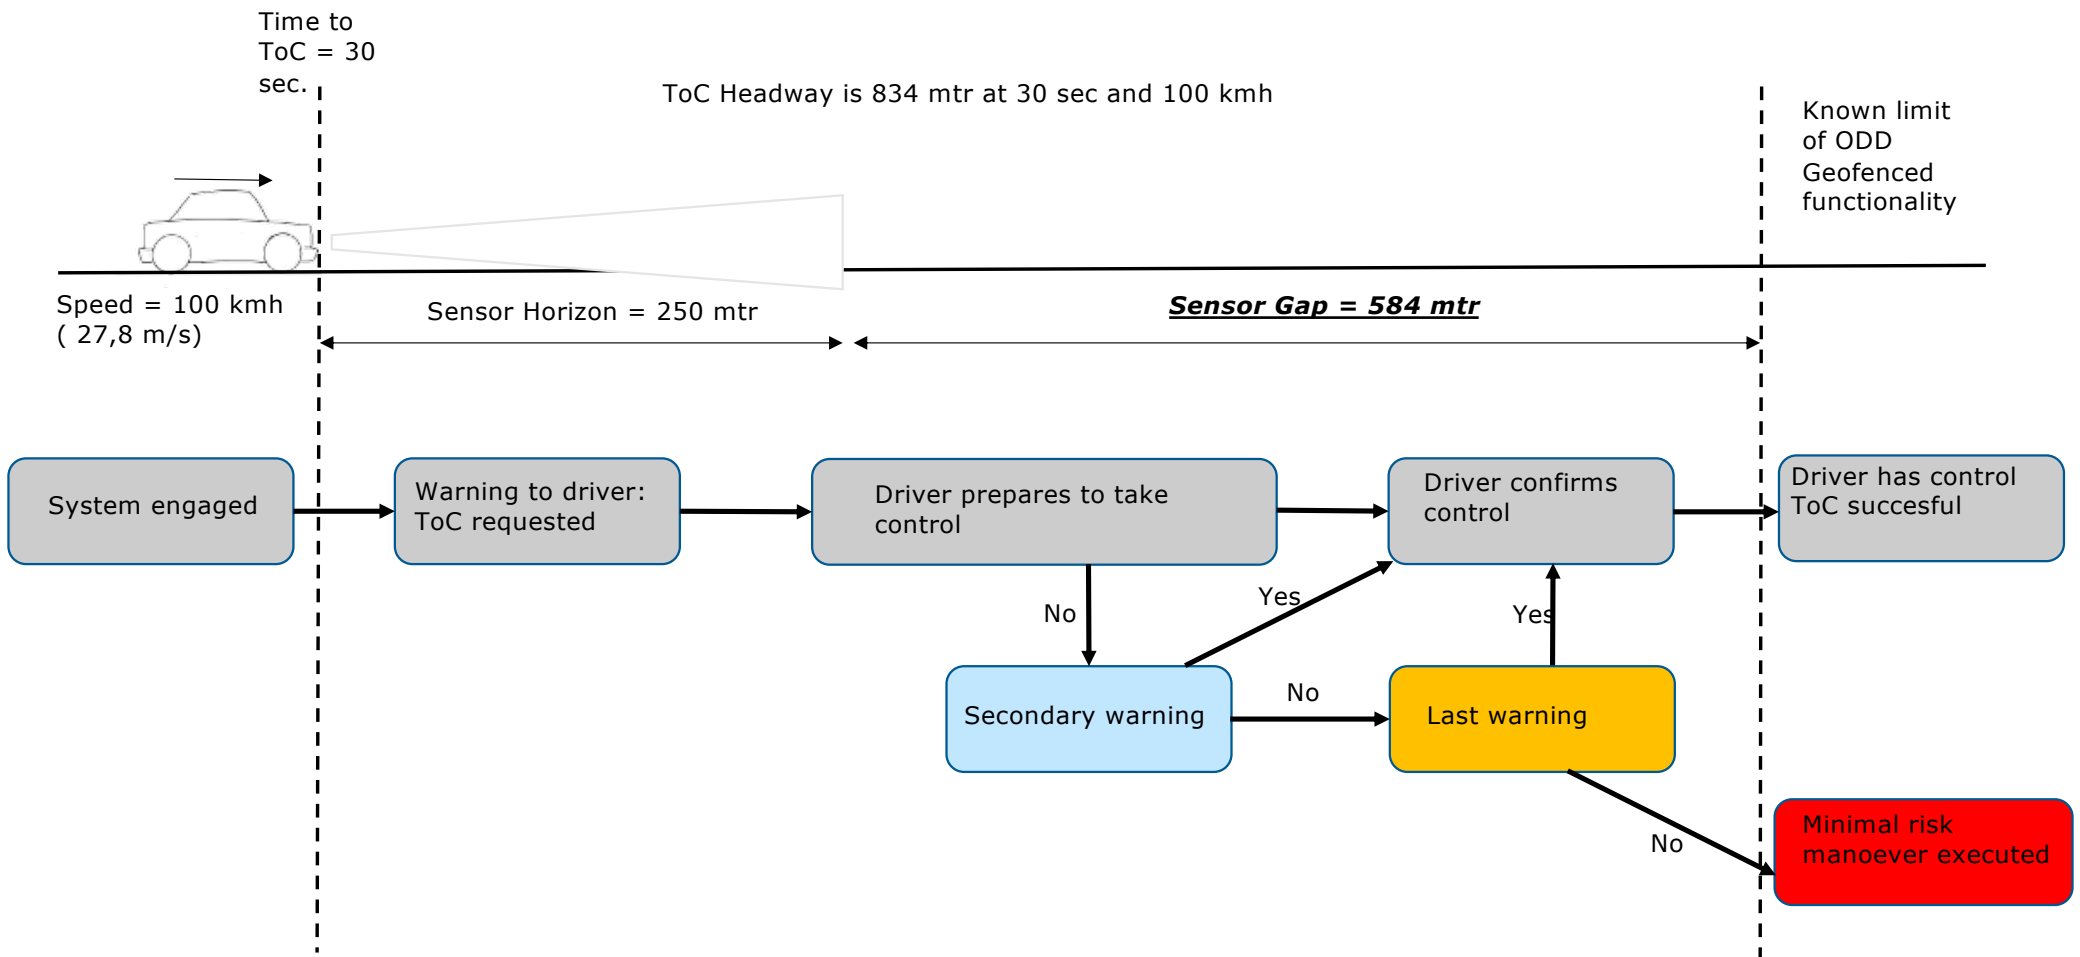 Time to
ToC = 30
sec.
ToC Headway is 834 mtr at 30 sec and 100 kmh
Known limit
of ODD
Geofenced
functionality
Speed = 100 kmh
( 27,8 m/s)
Sensor Horizon = 250 mtr
Sensor Gap = 584 mtr
System engaged
Warning to driver:
ToC requested
Driver prepares to take
control
Driver confirms
control
Driver has control
ToC succesful
No
Yes
Yes
Secondary warning
No
Last warning
No
Minimal risk
manoever executed